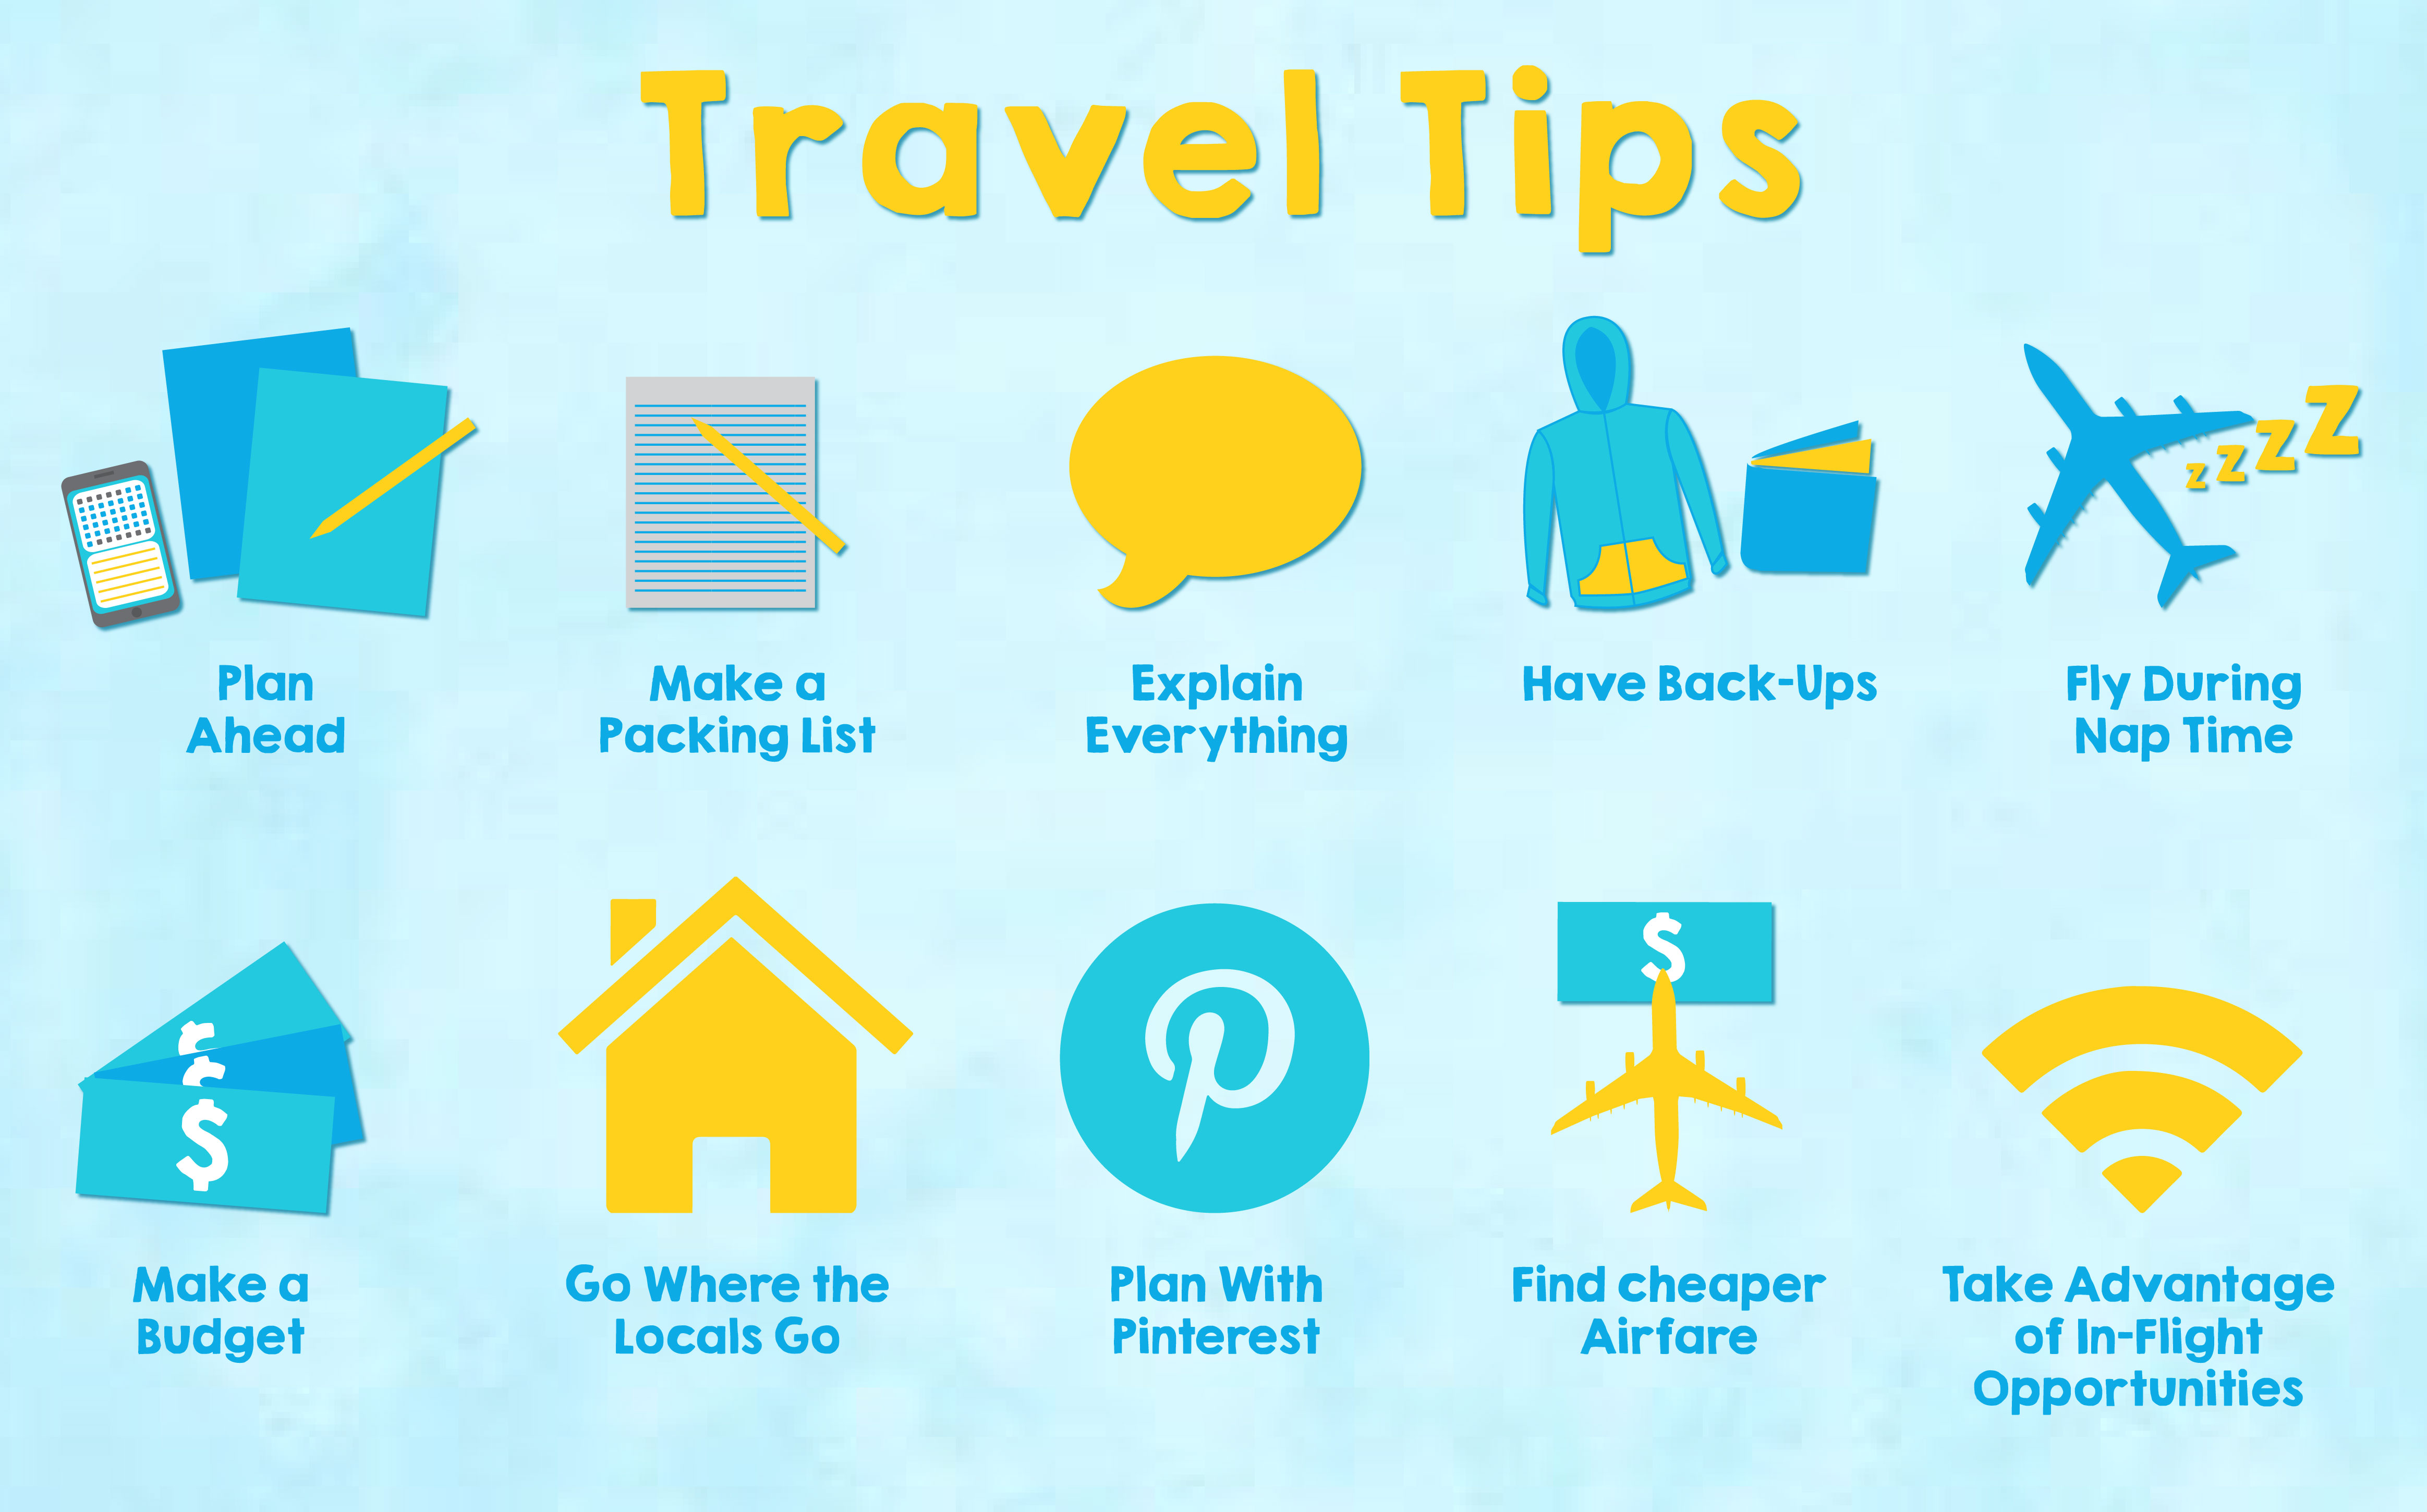 Travel Tips
Plan
Ahead
Make a
Packing List
Explain
Everything
Have Back-Ups
z z z z
Fly During
Nap Time
$ $ $
Make a
Budget
Go Where the
Locals Go
Plan With
Pinterest
$
Find cheaper
Airfare
Take Advantage
of In-Flight
Opportunities